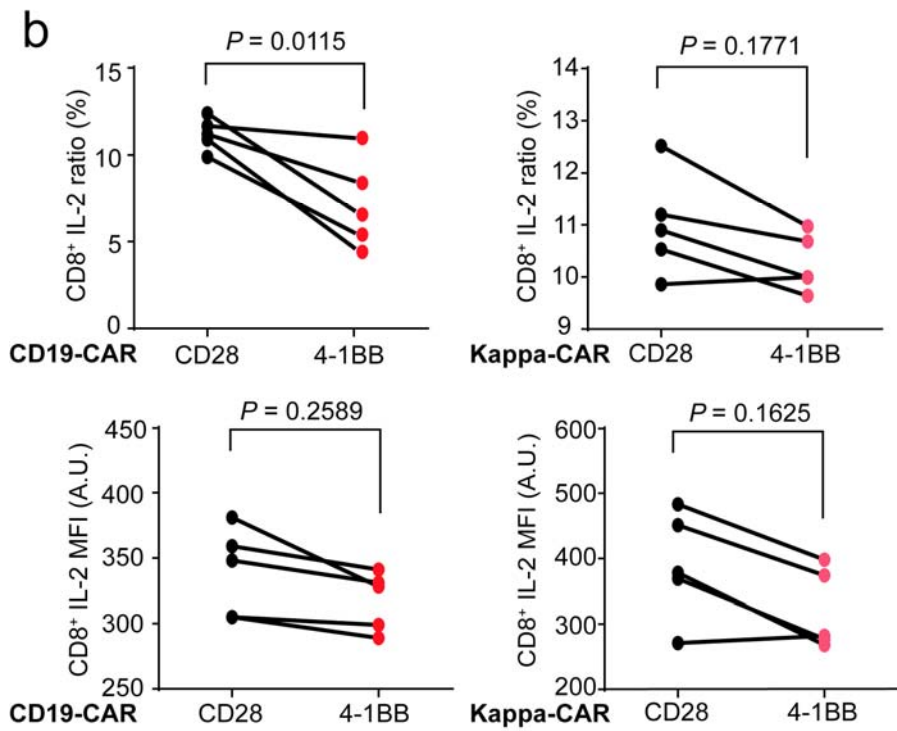 b
P = 0.0115
CD8⁺ IL-2 ratio (%)
15
10
5
0
CD19-CAR CD28 4-1BB
P = 0.1771
CD8⁺ IL-2 ratio (%)
14
13
12
11
10
9
Kappa-CAR CD28 4-1BB
P = 0.2589
CD8⁺ IL-2 MFI (A.U.)
450
400
350
300
250
CD19-CAR CD28 4-1BB
P = 0.1625
CD8⁺ IL-2 MFI (A.U.)
600
500
400
300
200
Kappa-CAR CD28 4-1BB